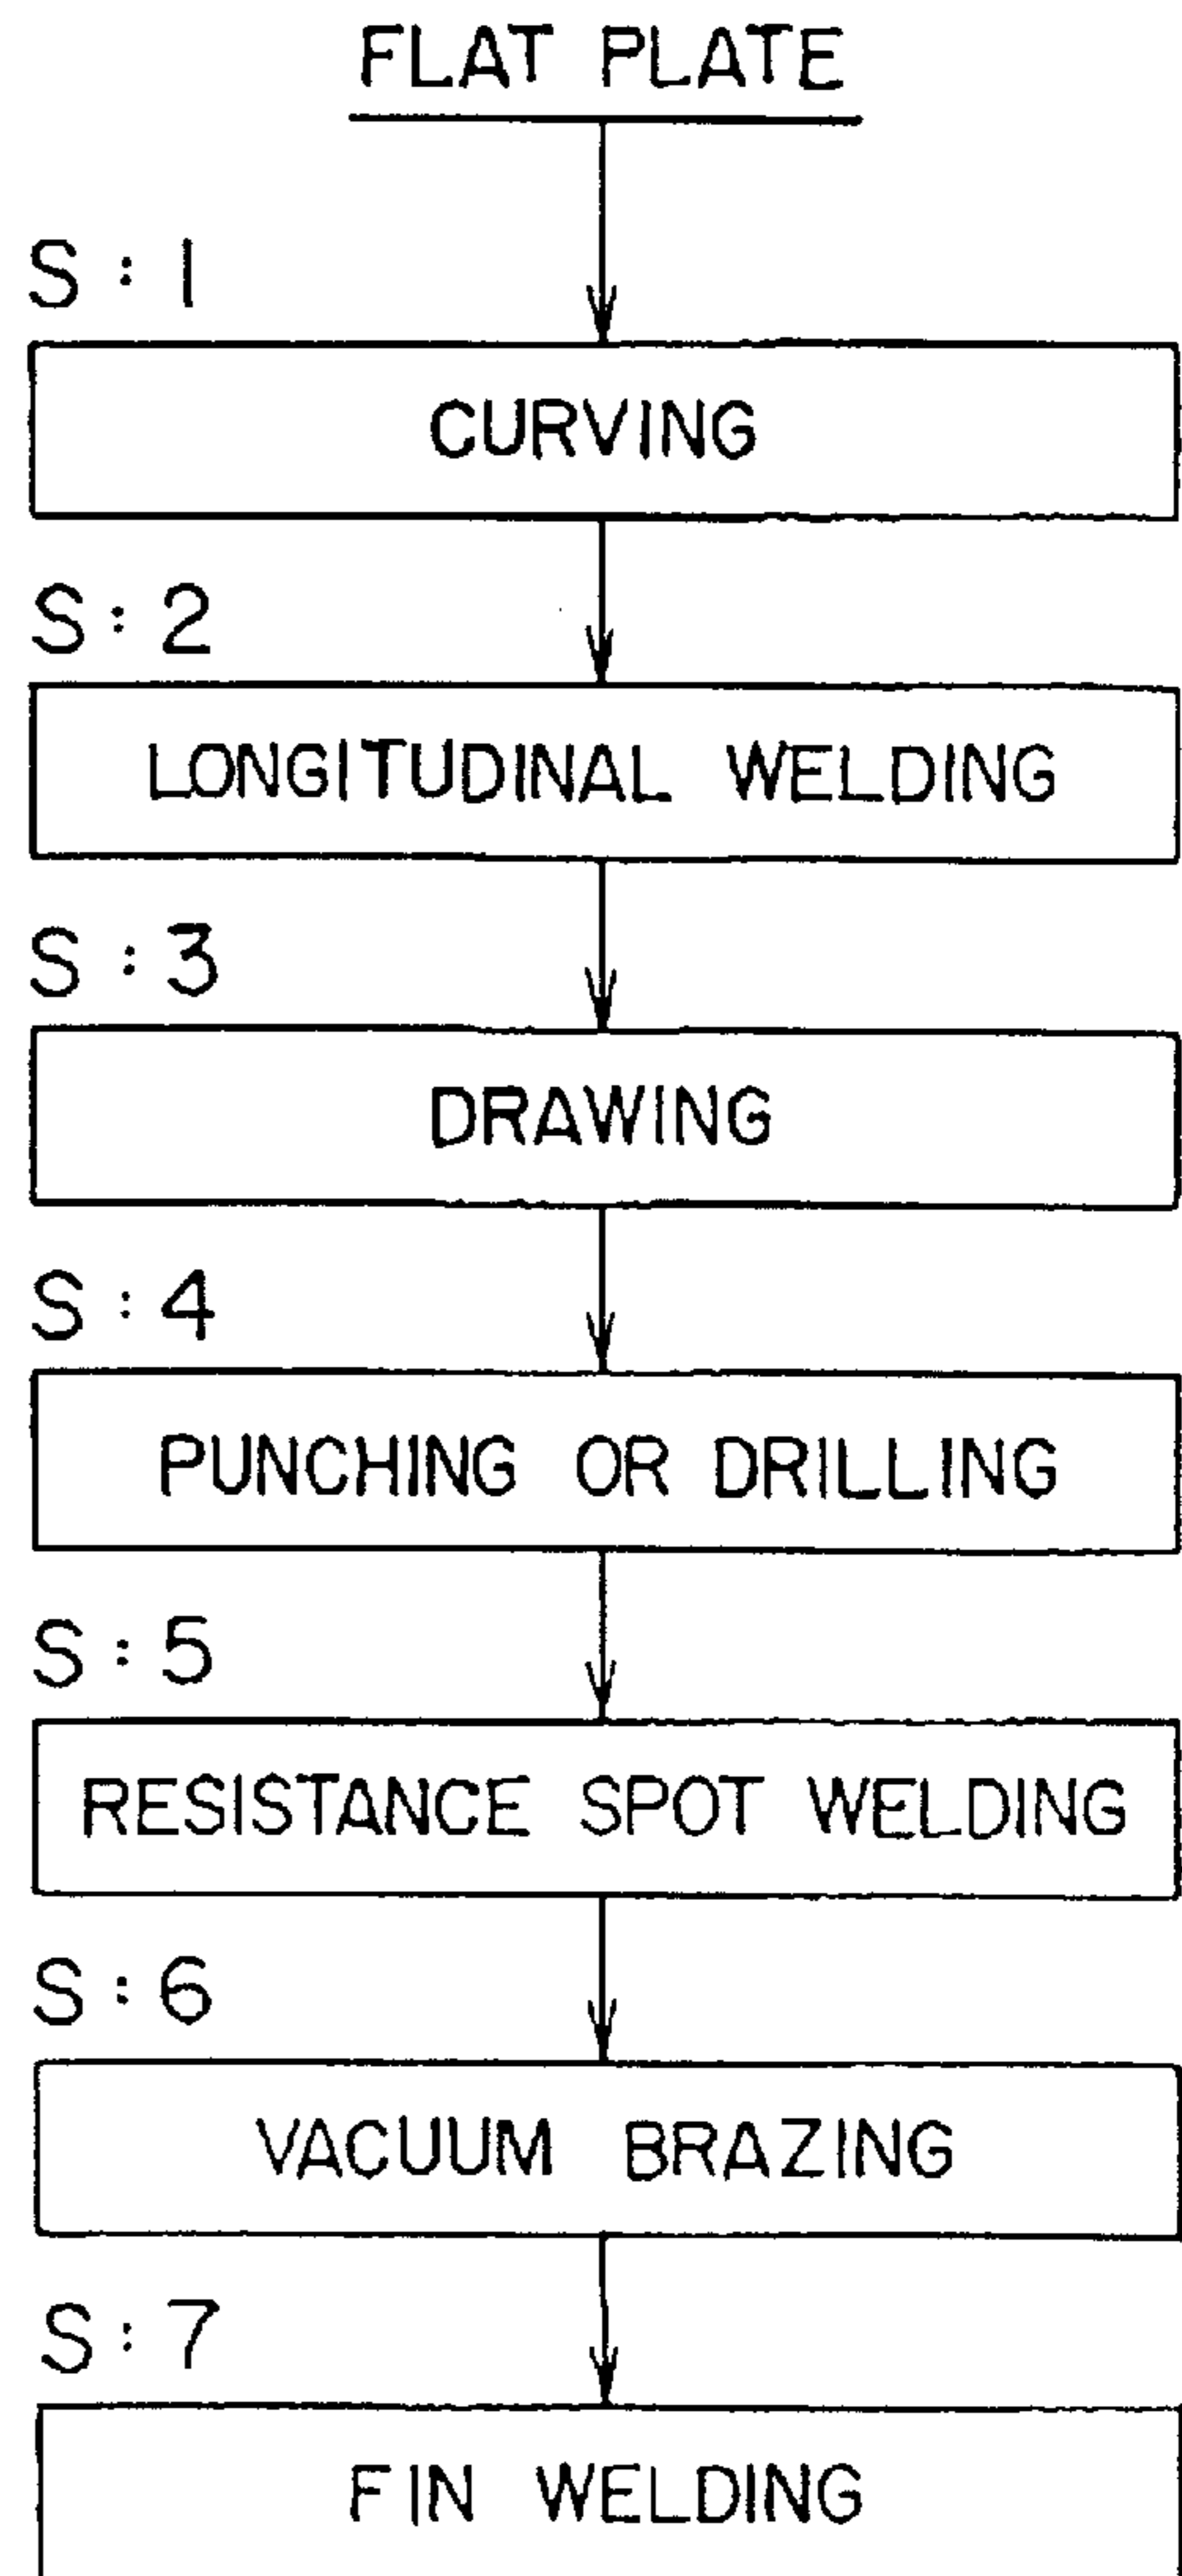 FLAT PLATE
S:1
CURVING
S:2
LONGITUDINAL WELDING
S:3
DRAWING
S:4
PUNCHING OR DRILLING
S:5
RESISTANCE SPOT WELDING
S:6
VACUUM BRAZING
S:7
FIN WELDING